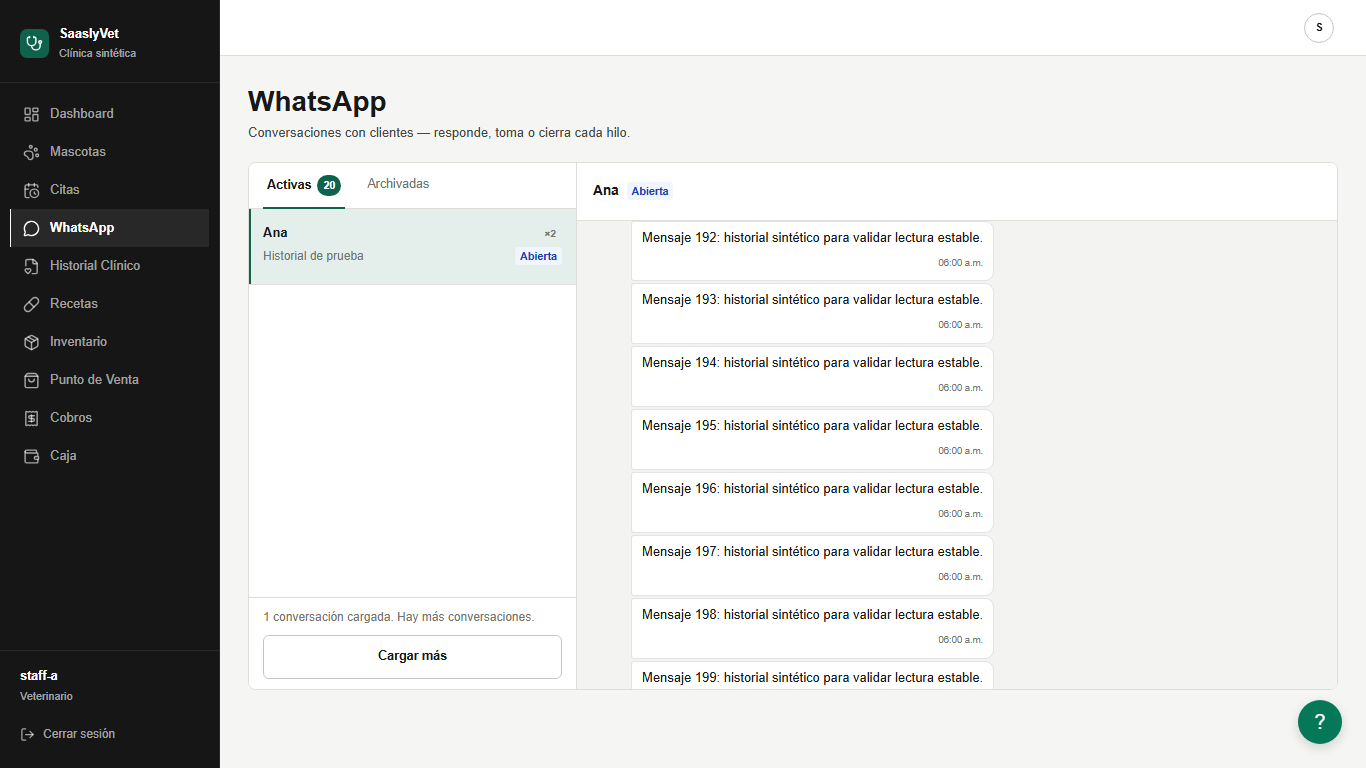 SaaslyVet
Clínica sintética
Dashboard
Mascotas
Citas
WhatsApp
Historial Clínico
Recetas
Inventario
Punto de Venta
Cobros
Caja
staff-a
Veterinario
Cerrar sesión
S
WhatsApp
Conversaciones con clientes — responde, toma o cierra cada hilo.
Activas 20 Archivadas
Ana ×2
Historial de prueba Abierta
1 conversación cargada. Hay más conversaciones.
Cargar más
Ana Abierta
Mensaje 192: historial sintético para validar lectura estable.
06:00 a.m.
Mensaje 193: historial sintético para validar lectura estable.
06:00 a.m.
Mensaje 194: historial sintético para validar lectura estable.
06:00 a.m.
Mensaje 195: historial sintético para validar lectura estable.
06:00 a.m.
Mensaje 196: historial sintético para validar lectura estable.
06:00 a.m.
Mensaje 197: historial sintético para validar lectura estable.
06:00 a.m.
Mensaje 198: historial sintético para validar lectura estable.
06:00 a.m.
Mensaje 199: historial sintético para validar lectura estable.
?